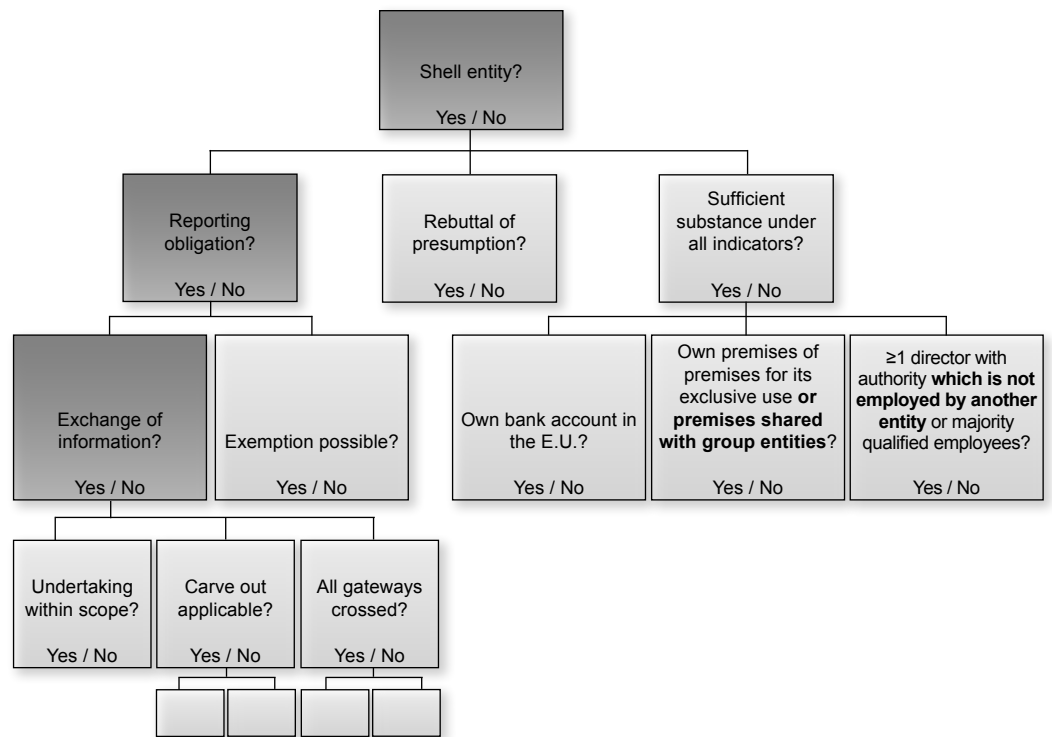 Shell entity?
Yes / No
Reporting
obligation?
Yes / No
Rebuttal of
presumption?
Yes / No
Sufficient
substance under
all indicators?
Yes / No
Exchange of
information?
Yes / No
Exemption possible?
Yes / No
Own bank account in
the E.U.?
Yes / No
Own premises of
premises for its
exclusive use or
premises shared
with group entities?
Yes / No
≥1 director with
authority which is not
employed by another
entity or majority
qualified employees?
Yes / No
Undertaking
within scope?
Yes / No
Carve out
applicable?
Yes / No
All gateways
crossed?
Yes / No